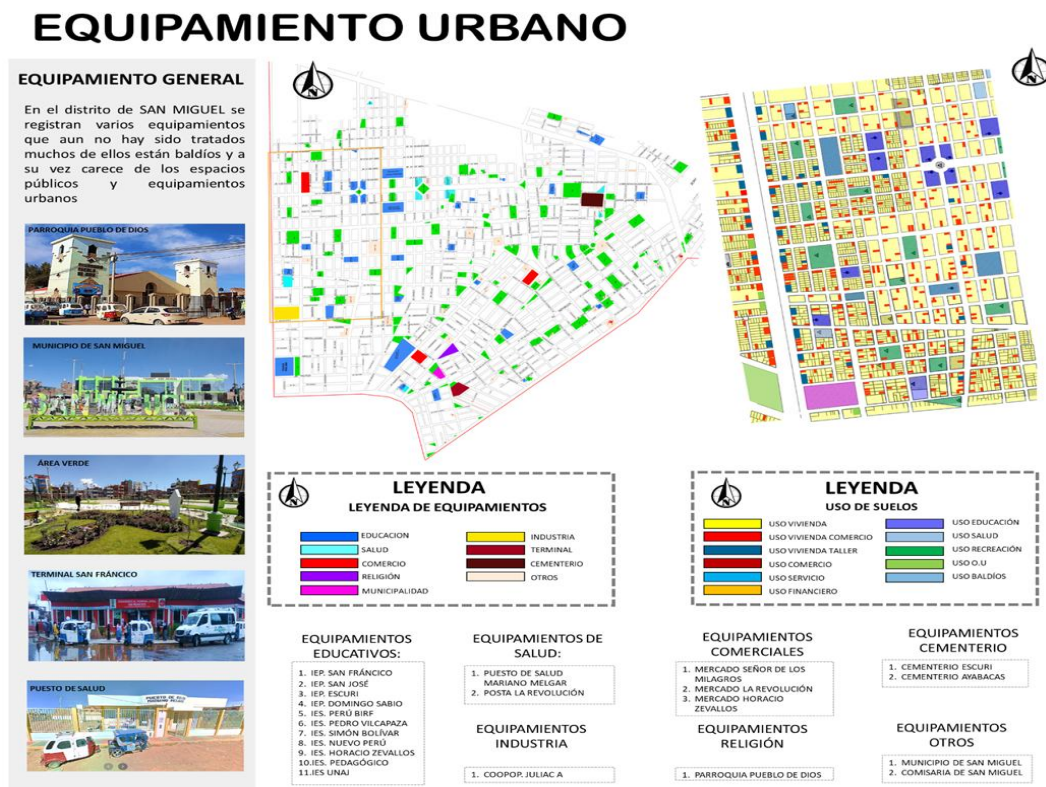 EQUIPAMIENTO URBANO
EQUIPAMIENTO GENERAL
En el distrito de SAN MIGUEL se
registran varios equipamientos
que aun no hay sido tratados
muchos de ellos están baldíos y a
su vez carece de los espacios
públicos y equipamientos
urbanos
PARROQUIA PUEBLO DE DIOS
MUNICIPIO DE SAN MIGUEL
ÁREA VERDE
TERMINAL SAN FRÁNCICO
PUESTO DE SALUD
N
N
N
LEYENDA
LEYENDA DE EQUIPAMIENTOS
EDUCACION
SALUD
COMERCIO
RELIGIÓN
MUNICIPALIDAD
INDUSTRIA
TERMINAL
CEMENTERIO
OTROS
N
LEYENDA
USO DE SUELOS
USO VIVIENDA
USO VIVIENDA COMERCIO
USO VIVIENDA TALLER
USO COMERCIO
USO SERVICIO
USO FINANCIERO
USO EDUCACIÓN
USO SALUD
USO RECREACIÓN
USO O.U
USO BALDÍOS
EQUIPAMIENTOS
EDUCATIVOS:
1. IEP. SAN FRÁNCICO
2. IEP. SAN JOSÉ
3. IEP. ESCURI
4. IEP. DOMINGO SABIO
5. IES. PERÚ BIRF
6. IES. PEDRO VILCAPAZA
7. IES. SIMÓN BOLÍVAR
8. IES. NUEVO PERÚ
9. IES. HORACIO ZEVALLOS
10.IES. PEDAGÓGICO
11.IES UNAJ
EQUIPAMIENTOS DE
SALUD:
1. PUESTO DE SALUD
MARIANO MELGAR
2. POSTA LA REVOLUCIÓN
EQUIPAMIENTOS
INDUSTRIA
1. COOPOP. JULIAC A
EQUIPAMIENTOS
COMERCIALES
1. MERCADO SEÑOR DE LOS
MILAGROS
2. MERCADO LA REVOLUCIÓN
3. MERCADO HORACIO
ZEVALLOS
EQUIPAMIENTOS
RELIGIÓN
1. PARROQUIA PUEBLO DE DIOS
EQUIPAMIENTOS
CEMENTERIO
1. CEMENTERIO ESCURI
2. CEMENTERIO AYABACAS
EQUIPAMIENTOS
OTROS
1. MUNICIPIO DE SAN MIGUEL
2. COMISARIA DE SAN MIGUEL